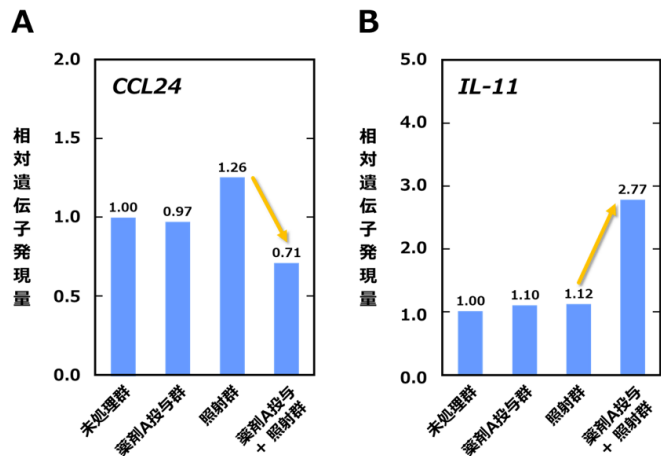 A
CCL24
相対遺伝子発現量
2.0
1.5
1.0
0.5
0.0
1.00
0.97
1.26
0.71
未処理群
薬剤A投与群
照射群
薬剤A投与
+ 照射群
B
IL-11
相対遺伝子発現量
5.0
4.0
3.0
2.0
1.0
0.0
1.00
1.10
1.12
2.77
未処理群
薬剤A投与群
照射群
薬剤A投与
+ 照射群